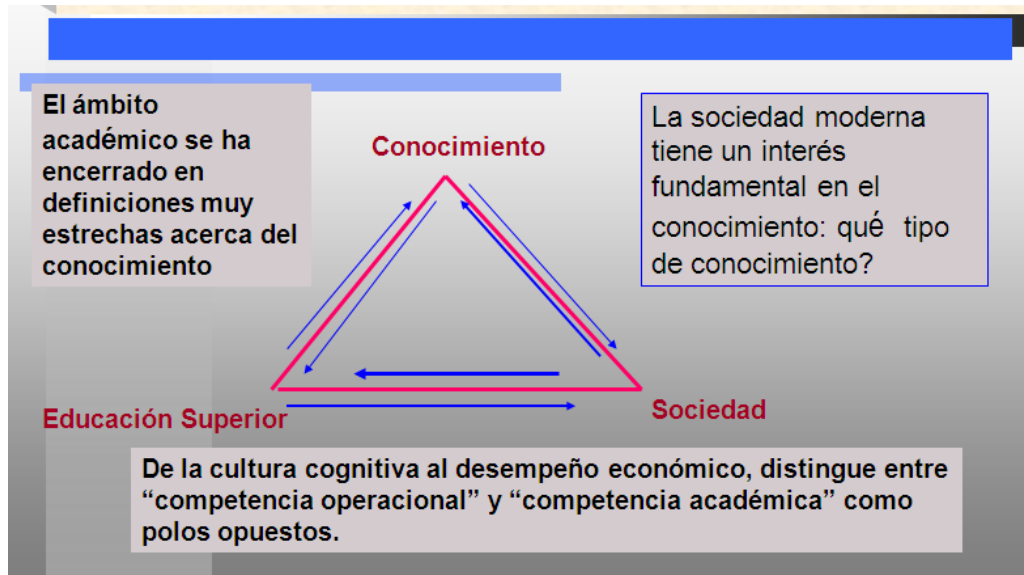 El ámbito
académico se ha
encerrado en
definiciones muy
estrechas acerca del
conocimiento
Conocimiento
La sociedad moderna
tiene un interés
fundamental en el
conocimiento: qué tipo
de conocimiento?
Educación Superior
Sociedad
De la cultura cognitiva al desempeño económico, distingue entre
“competencia operacional” y “competencia académica” como
polos opuestos.